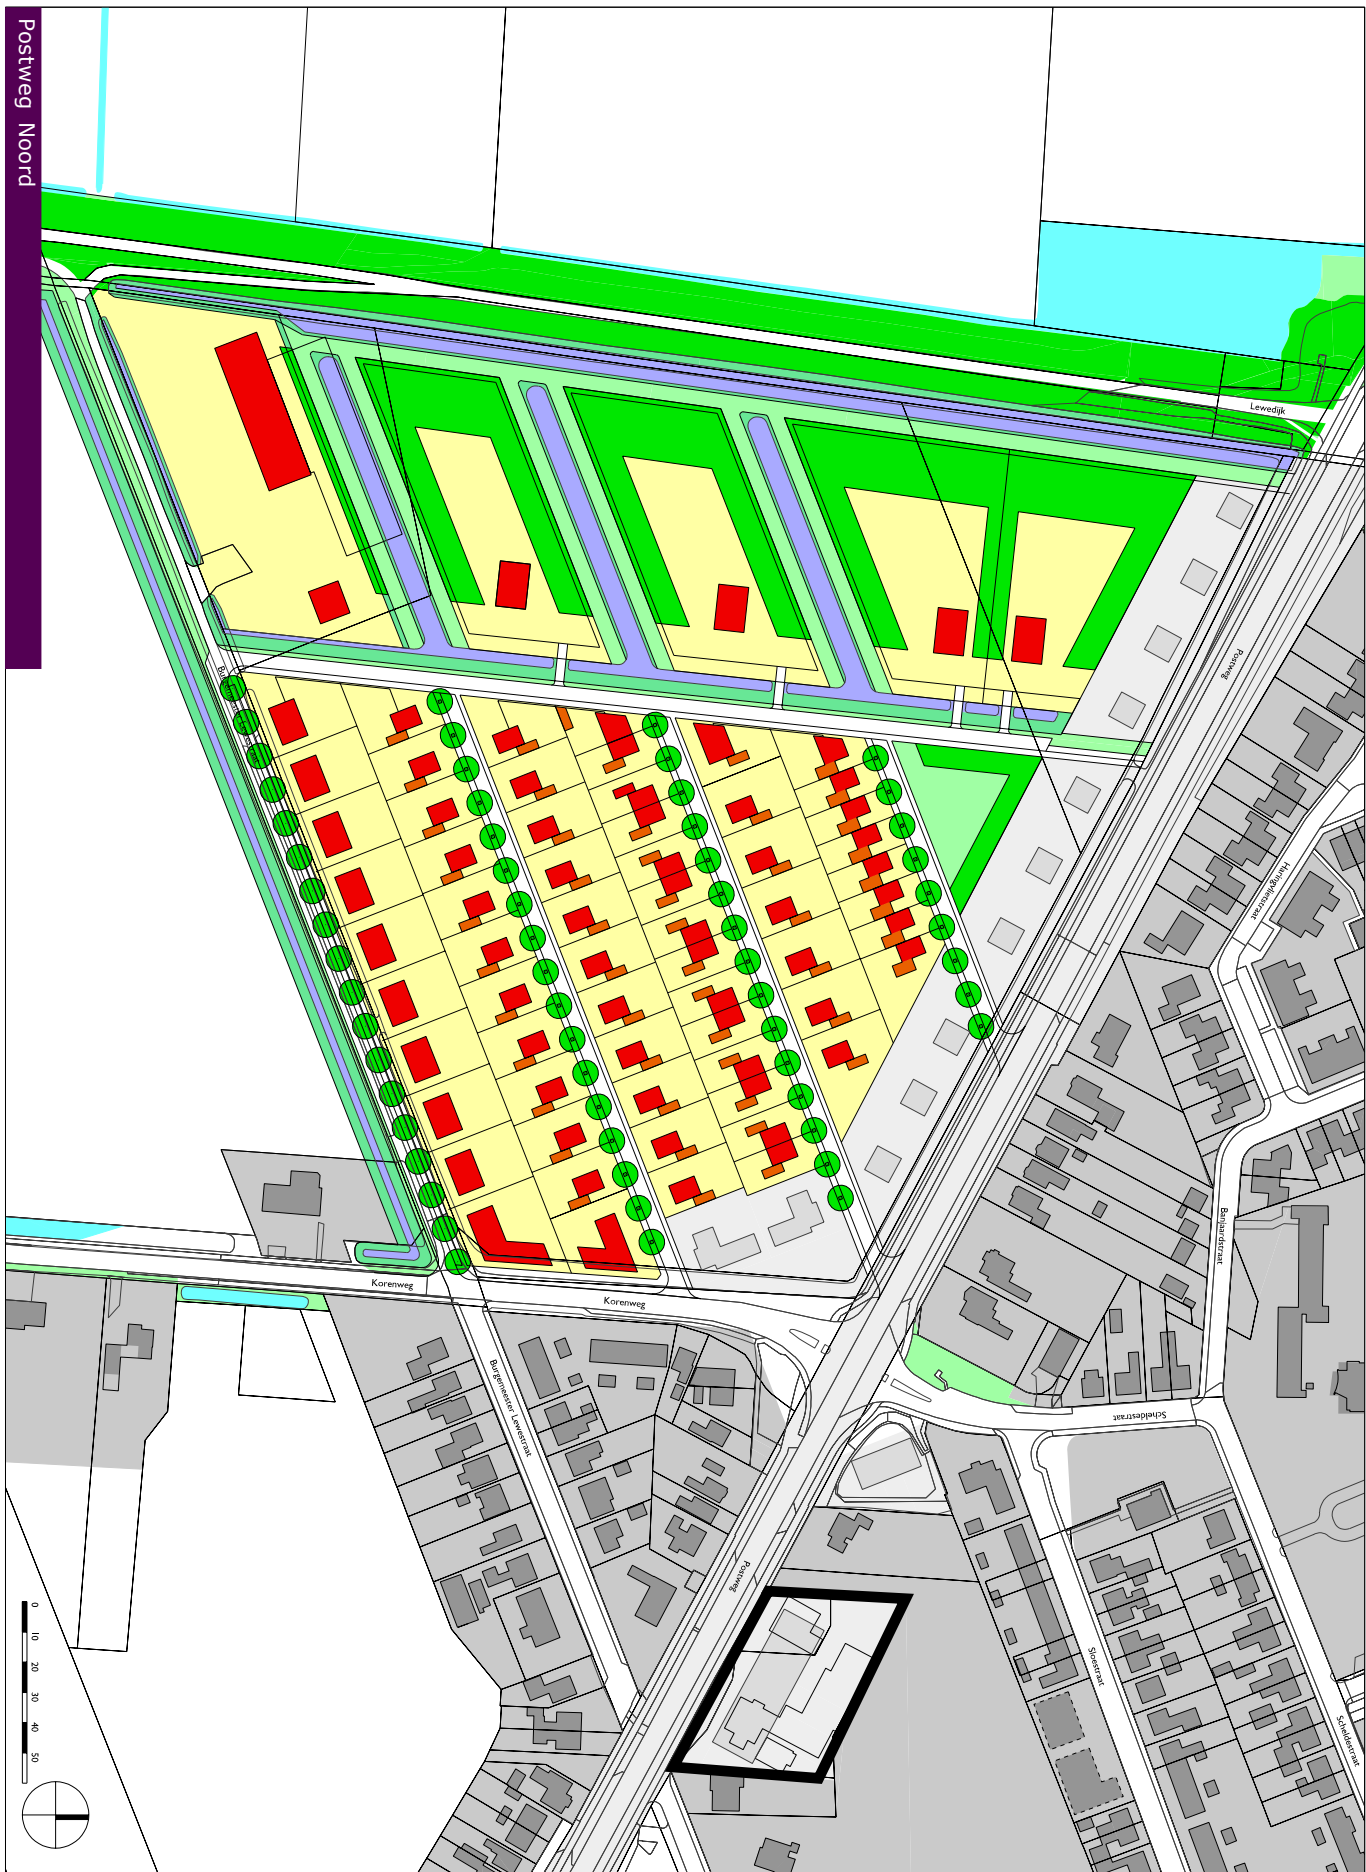 Postweg Noord
Lewedijk
Postweg
Haringvlietstraat
Banjaardstraat
Korenweg
Korenweg
Burgemeester Lewestraat
Scheldestraat
Postweg
Sloestraat
Scheldestraat
0 10 20 30 40 50